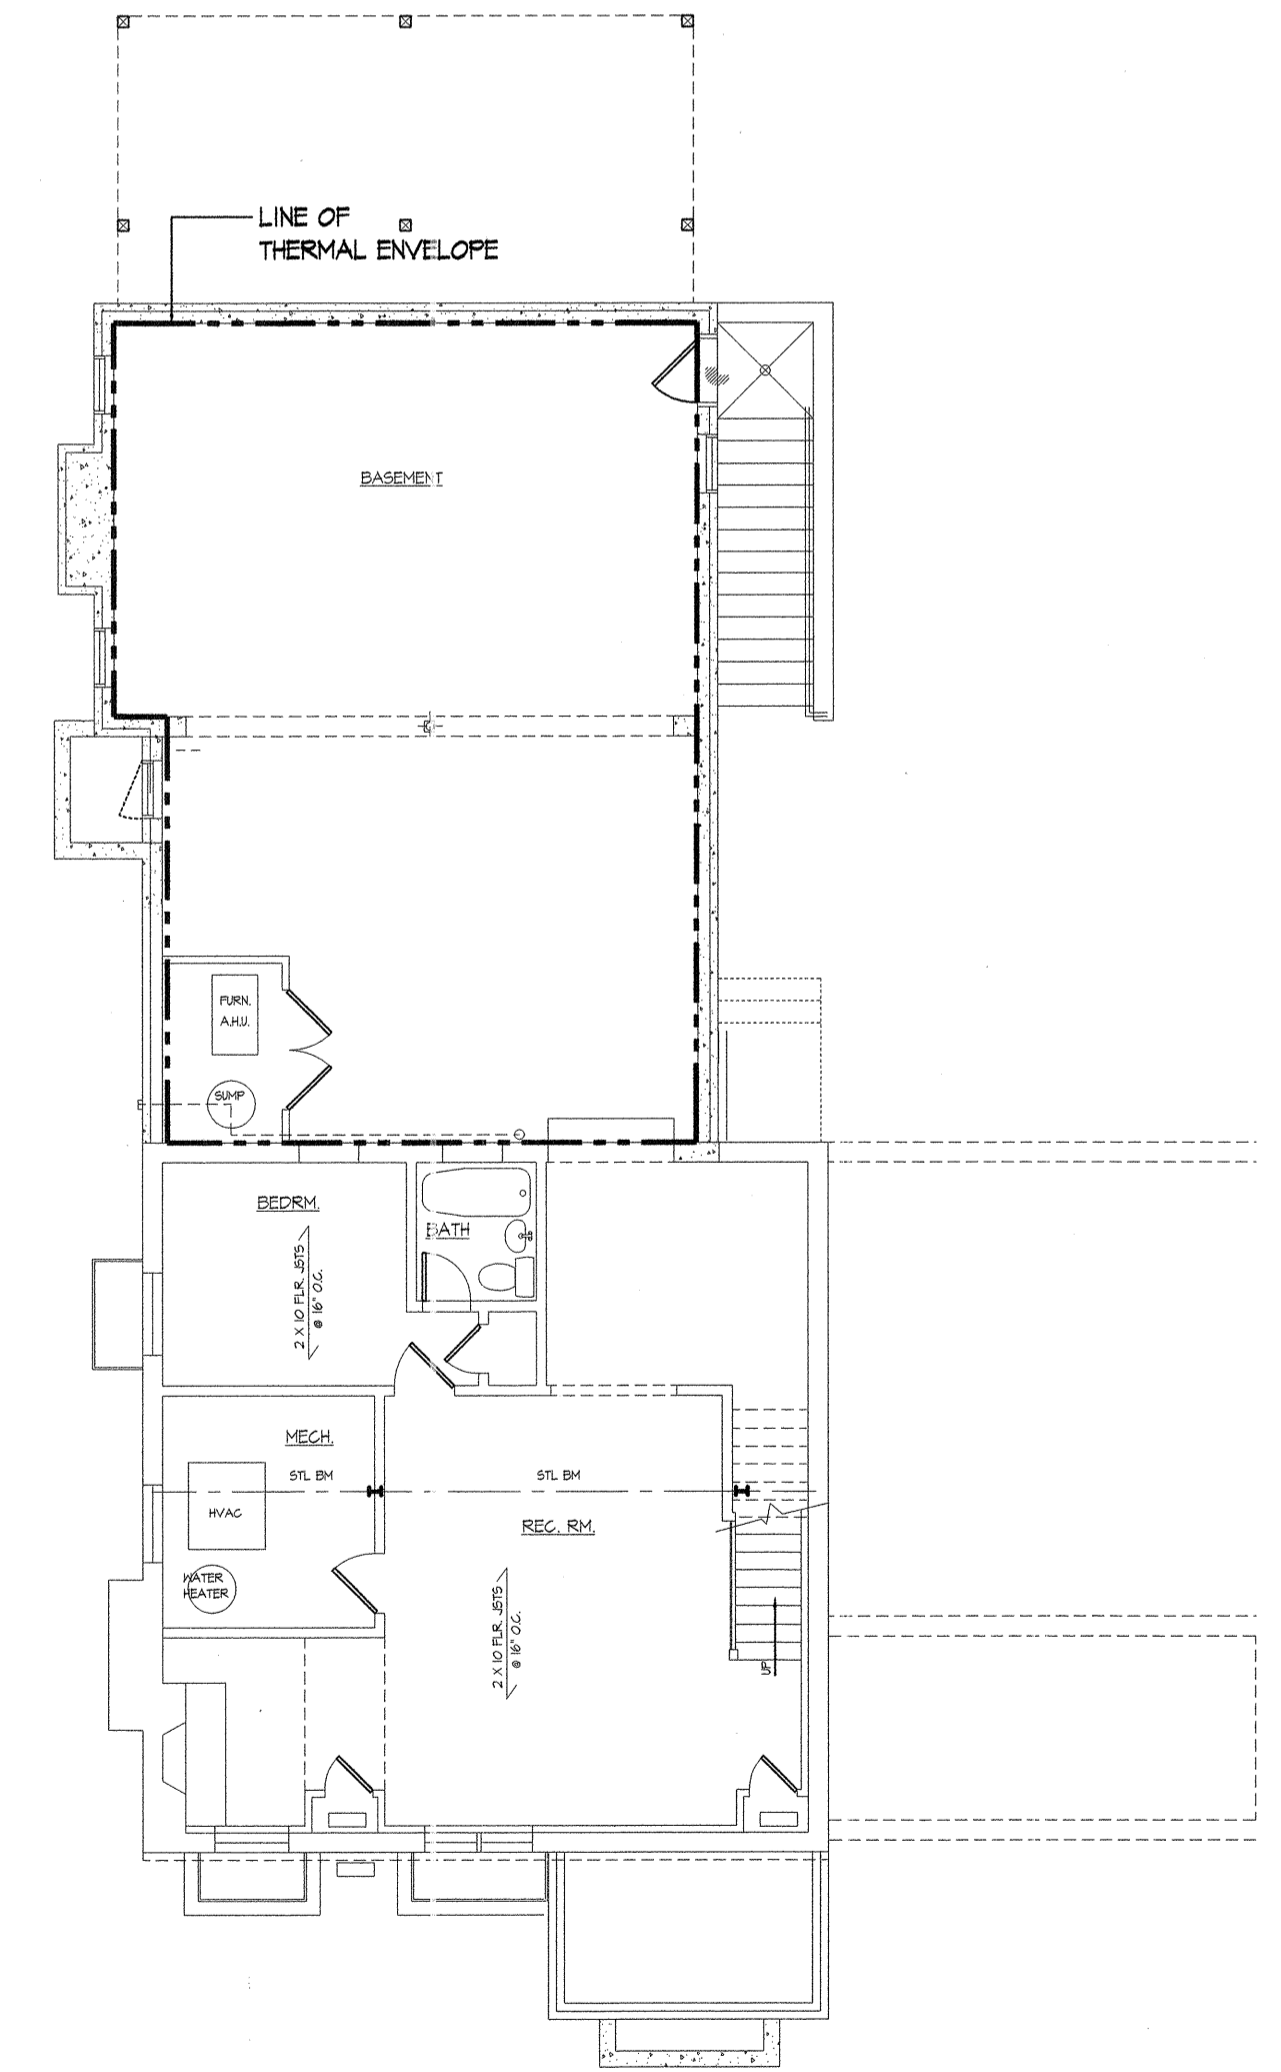 LINE OF
THERMAL ENVELOPE
BASEMENT
FURN.
A.H.U.
SUMP
BEDRM.
BATH
2 X 10 FLR. JSTS
@ 16" O.C.
MECH.
STL BM
STL BM
HVAC
REC. RM.
WATER
HEATER
2 X 10 FLR. JSTS
@ 16" O.C.
UP